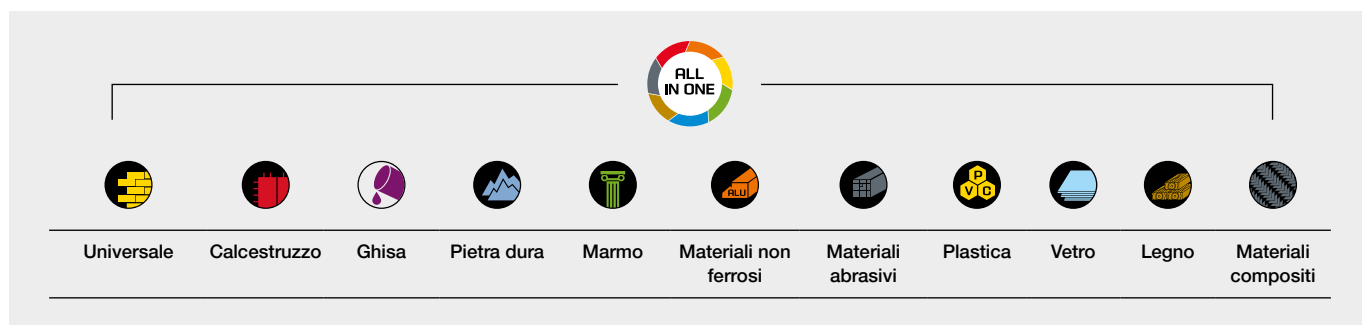 ALL
IN ONE
ALU
P
V C
Universale Calcestruzzo Ghisa Pietra dura Marmo Materiali non ferrosi Materiali abrasivi Plastica Vetro Legno Materiali compositi